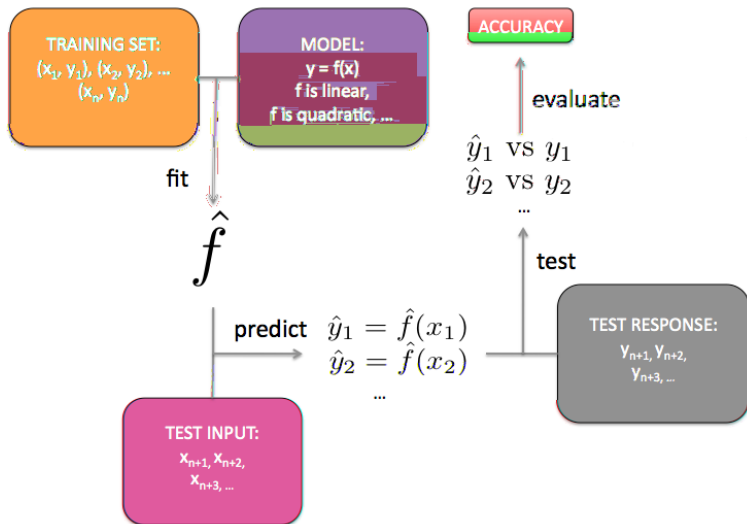 TRAINING SET:
(x₁, y₁), (x₂, y₂), ...
(xₙ, yₙ)
MODEL:
y = f(x)
f is linear,
f is quadratic, ...
ACCURACY
evaluate
ŷ₁ vs y₁
ŷ₂ vs y₂
...
fit
f̂
test
predict
ŷ₁ = f̂(x₁)
ŷ₂ = f̂(x₂)
...
TEST RESPONSE:
yₙ₊₁, yₙ₊₂,
yₙ₊₃, ...
TEST INPUT:
xₙ₊₁, xₙ₊₂,
xₙ₊₃, ...